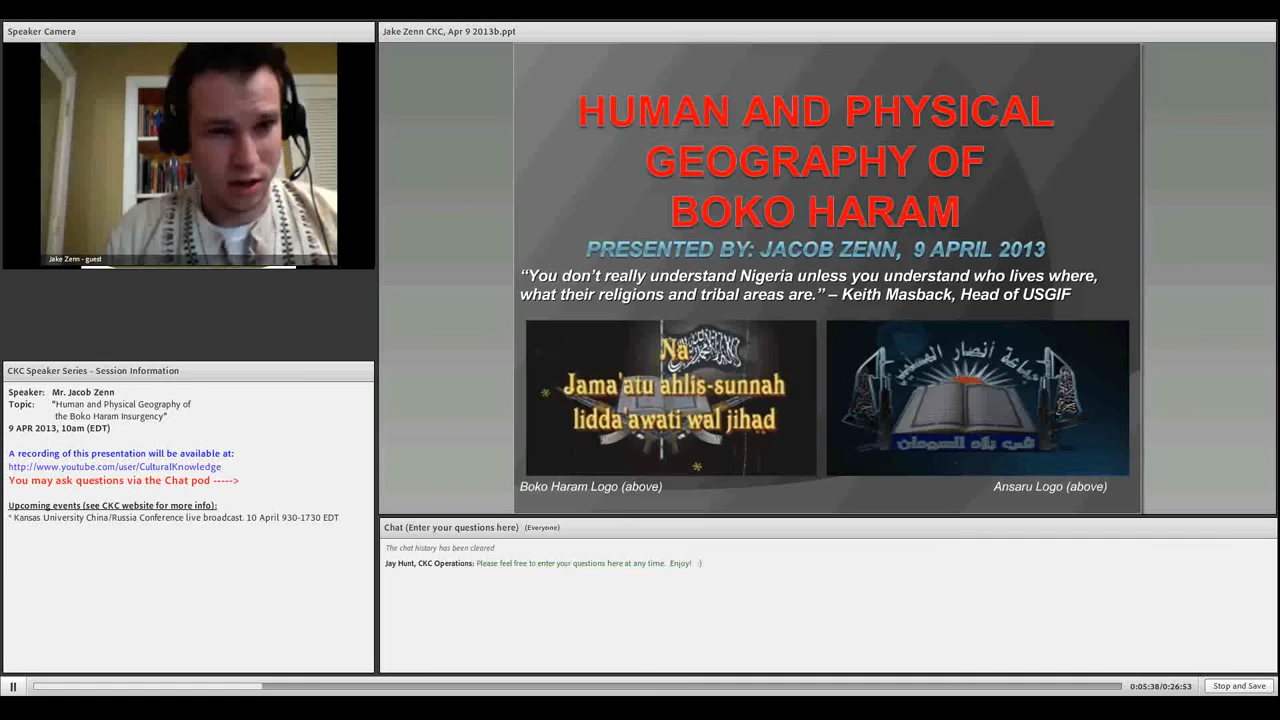 Speaker Camera
Jake Zenn - guest
Jake Zenn CKC, Apr 9 2013b.ppt
HUMAN AND PHYSICAL
GEOGRAPHY OF
BOKO HARAM
PRESENTED BY: JACOB ZENN, 9 APRIL 2013
“You don’t really understand Nigeria unless you understand who lives where,
what their religions and tribal areas are.” – Keith Masback, Head of USGIF
Na
Jama'atu ahlis-sunnah
lidda'awati wal jihad
جماعة أنصار المسلمين
في بلاد السودان
Boko Haram Logo (above)
Ansaru Logo (above)
CKC Speaker Series - Session Information
Speaker: Mr. Jacob Zenn
Topic: "Human and Physical Geography of
the Boko Haram Insurgency"
9 APR 2013, 10am (EDT)
A recording of this presentation will be available at:
http://www.youtube.com/user/CulturalKnowledge
You may ask questions via the Chat pod ----->
Upcoming events (see CKC website for more info):
* Kansas University China/Russia Conference live broadcast. 10 April 930-1730 EDT
Chat (Enter your questions here) (Everyone)
The chat history has been cleared
Jay Hunt, CKC Operations: Please feel free to enter your questions here at any time. Enjoy! :)
0:05:38/0:26:53
Stop and Save